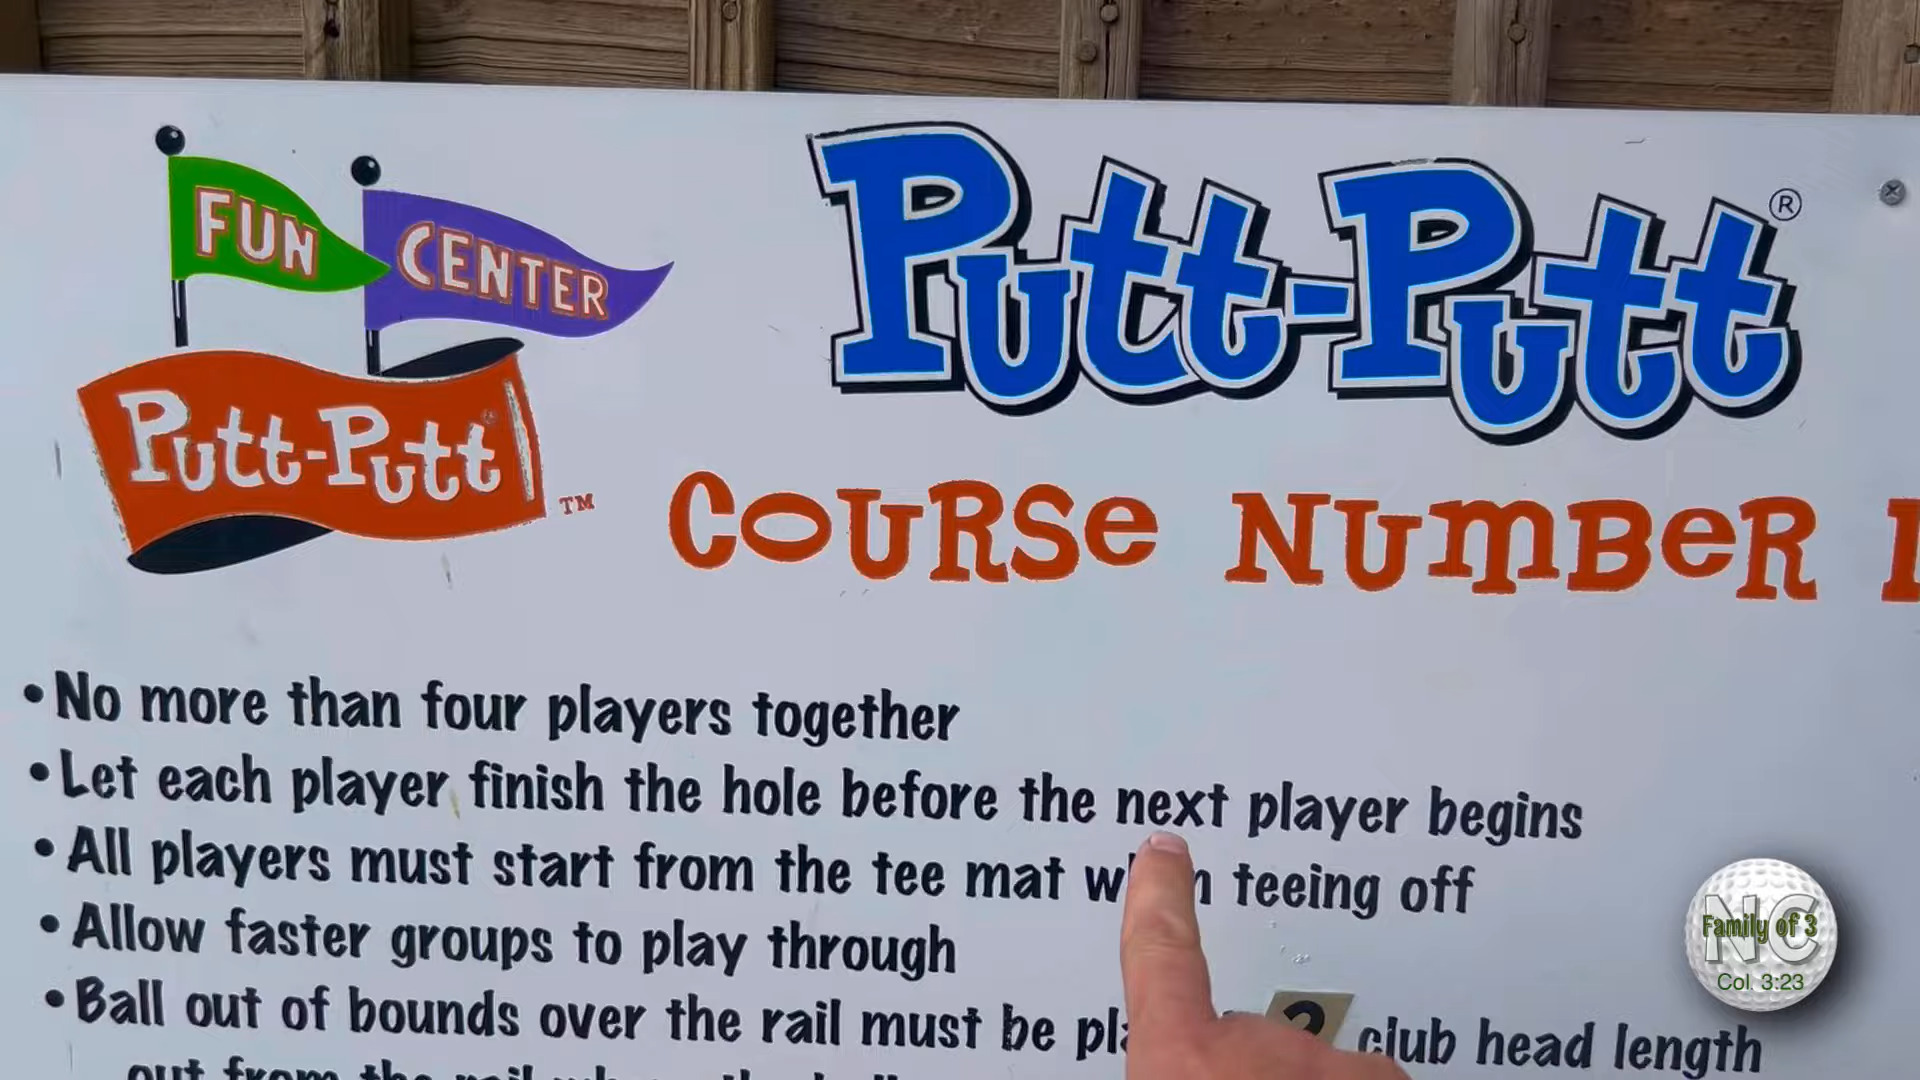 FUN CENTER
Putt-Putt
TM
Putt-Putt®
COURSE NUMBER 1
• No more than four players together
• Let each player finish the hole before the next player begins
• All players must start from the tee mat teeing off
• Allow faster groups to play through
• Ball out of bounds over the rail must be 2 club head length
out from the rail
NC
Family of 3
Col. 3:23